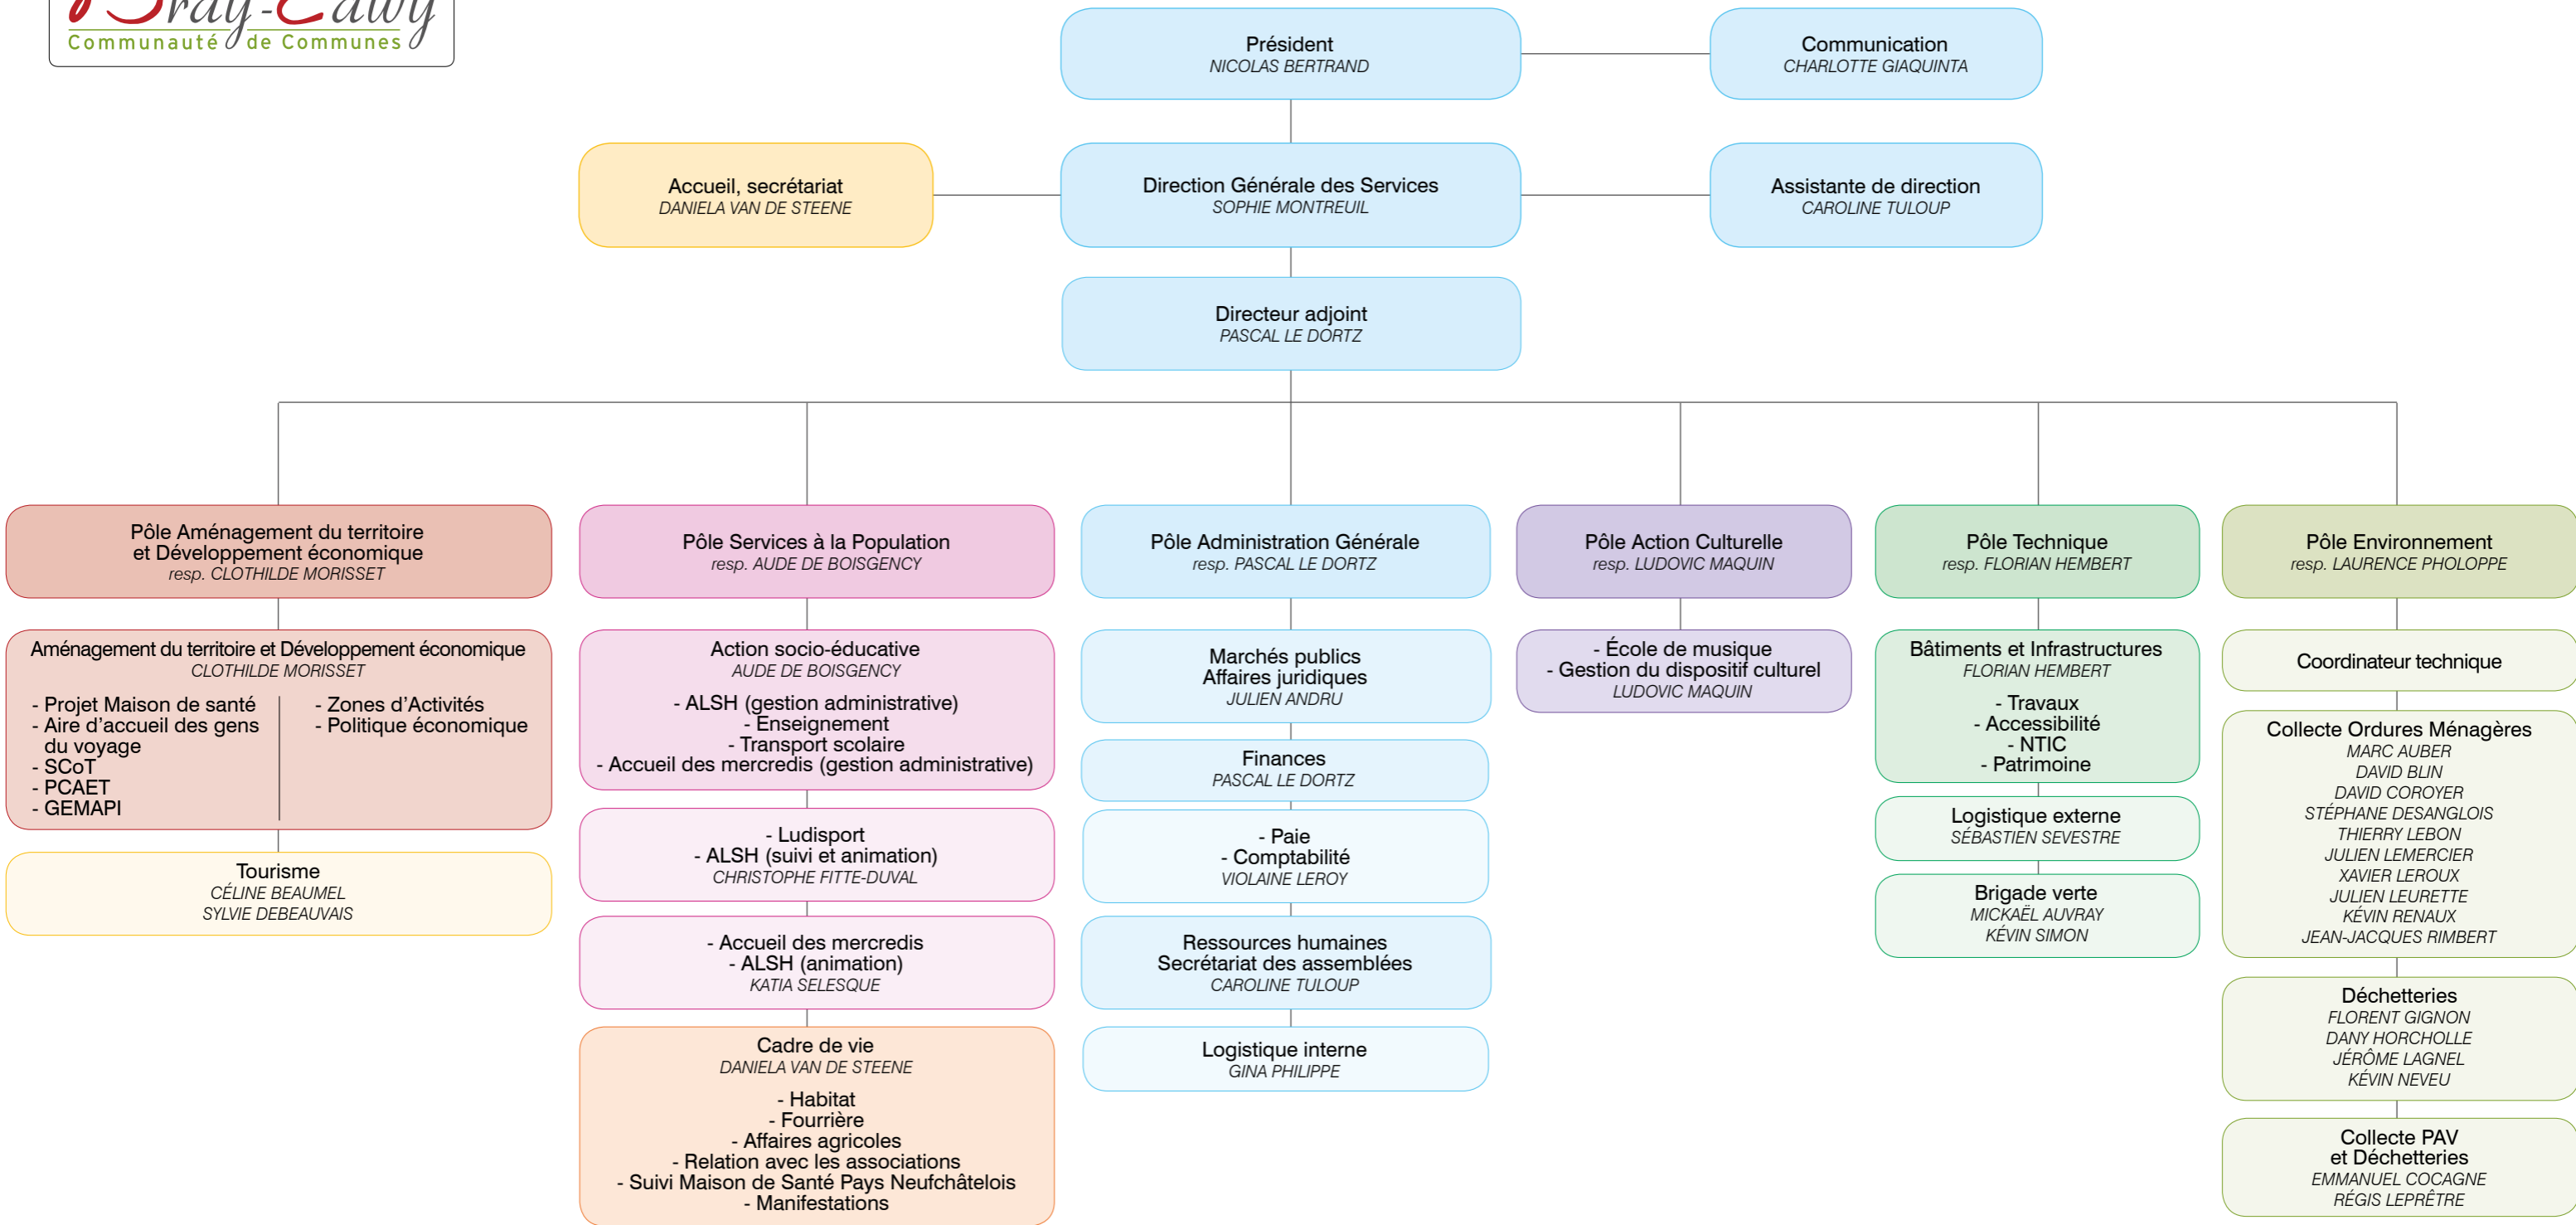 Bray-Eawy
Communauté de Communes
Président
NICOLAS BERTRAND
Communication
CHARLOTTE GIAQUINTA
Accueil, secrétariat
DANIELA VAN DE STEENE
Direction Générale des Services
SOPHIE MONTREUIL
Assistante de direction
CAROLINE TULOUP
Directeur adjoint
PASCAL LE DORTZ
Pôle Aménagement du territoire
et Développement économique
resp. CLOTHILDE MORISSET
Aménagement du territoire et Développement économique
CLOTHILDE MORISSET
- Projet Maison de santé
- Aire d’accueil des gens
du voyage
- SCoT
- PCAET
- GEMAPI
- Zones d’Activités
- Politique économique
Tourisme
CÉLINE BEAUMEL
SYLVIE DEBEAUVAIS
Pôle Services à la Population
resp. AUDE DE BOISGENCY
Action socio-éducative
AUDE DE BOISGENCY
- ALSH (gestion administrative)
- Enseignement
- Transport scolaire
- Accueil des mercredis (gestion administrative)
- Ludisport
- ALSH (suivi et animation)
CHRISTOPHE FITTE-DUVAL
- Accueil des mercredis
- ALSH (animation)
KATIA SELESQUE
Cadre de vie
DANIELA VAN DE STEENE
- Habitat
- Fourrière
- Affaires agricoles
- Relation avec les associations
- Suivi Maison de Santé Pays Neufchâtelois
- Manifestations
Pôle Administration Générale
resp. PASCAL LE DORTZ
Marchés publics
Affaires juridiques
JULIEN ANDRU
Finances
PASCAL LE DORTZ
- Paie
- Comptabilité
VIOLAINE LEROY
Ressources humaines
Secrétariat des assemblées
CAROLINE TULOUP
Logistique interne
GINA PHILIPPE
Pôle Action Culturelle
resp. LUDOVIC MAQUIN
- École de musique
- Gestion du dispositif culturel
LUDOVIC MAQUIN
Pôle Technique
resp. FLORIAN HEMBERT
Bâtiments et Infrastructures
FLORIAN HEMBERT
- Travaux
- Accessibilité
- NTIC
- Patrimoine
Logistique externe
SÉBASTIEN SEVESTRE
Brigade verte
MICKAËL AUVRAY
KÉVIN SIMON
Pôle Environnement
resp. LAURENCE PHOLOPPE
Coordinateur technique
Collecte Ordures Ménagères
MARC AUBER
DAVID BLIN
DAVID COROYER
STÉPHANE DESANGLOIS
THIERRY LEBON
JULIEN LEMERCIER
XAVIER LEROUX
JULIEN LEURETTE
KÉVIN RENAUX
JEAN-JACQUES RIMBERT
Déchetteries
FLORENT GIGNON
DANY HORCHOLLE
JÉRÔME LAGNEL
KÉVIN NEVEU
Collecte PAV
et Déchetteries
EMMANUEL COCAGNE
RÉGIS LEPRÊTRE